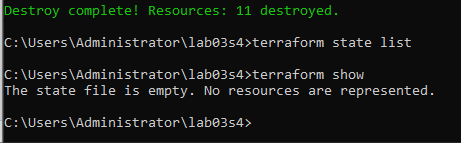 Destroy complete! Resources: 11 destroyed.
C:\Users\Administrator\lab03s4>terraform state list
C:\Users\Administrator\lab03s4>terraform show
The state file is empty. No resources are represented.
C:\Users\Administrator\lab03s4>